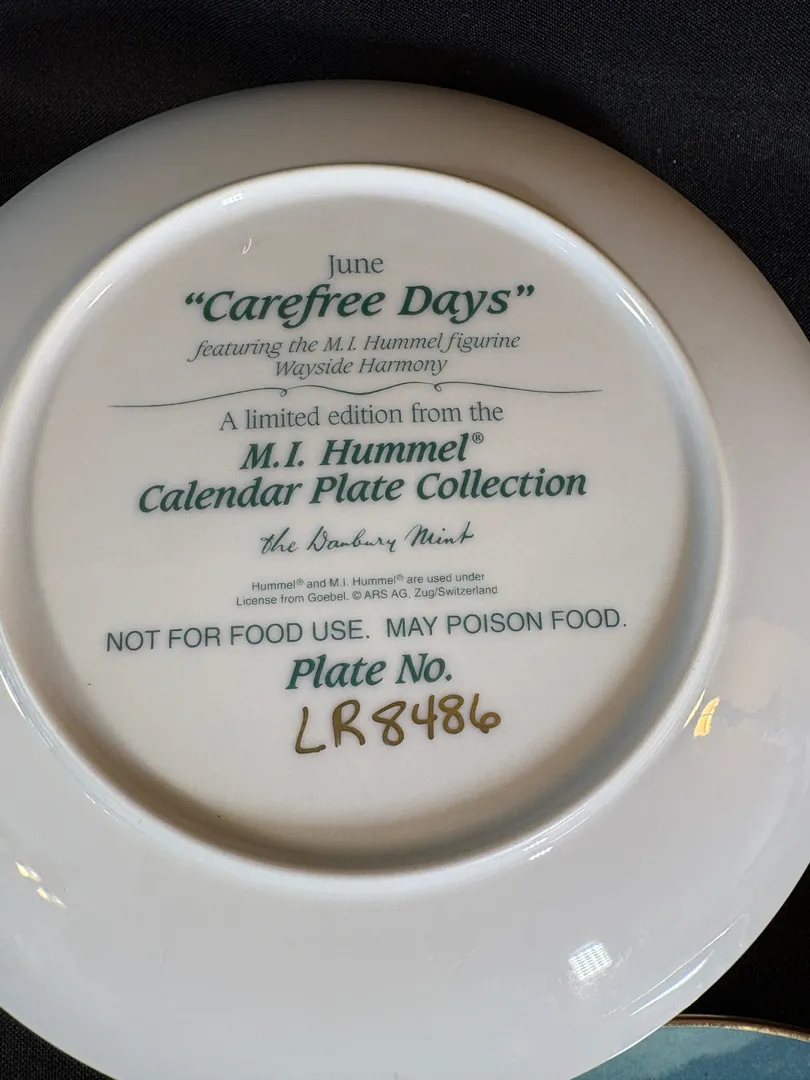 June
"Carefree Days"
featuring the M.I. Hummel figurine
Wayside Harmony
A limited edition from the
M.I. Hummel®
Calendar Plate Collection
the Danbury Mint
Hummel® and M.I. Hummel® are used under
License from Goebel. © ARS AG, Zug/Switzerland
NOT FOR FOOD USE. MAY POISON FOOD.
Plate No.
LR8486